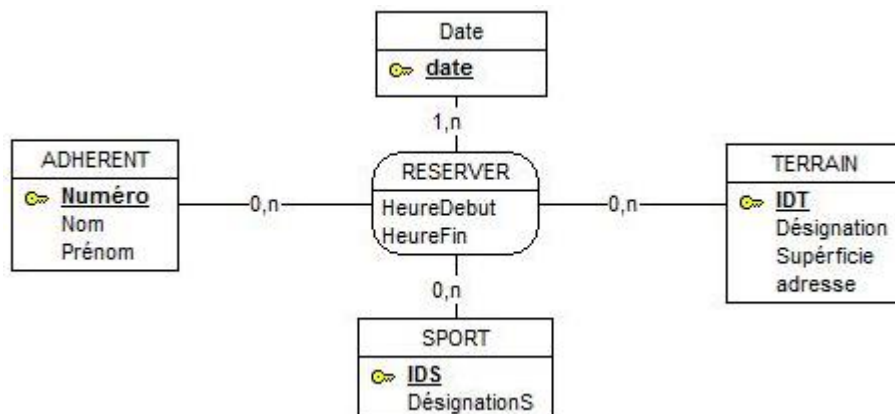 Date
date
1,n
ADHERENT
Numéro
Nom
Prénom
0,n
RESERVER
HeureDebut
HeureFin
0,n
TERRAIN
IDT
Désignation
Supérficie
adresse
0,n
SPORT
IDS
DésignationS